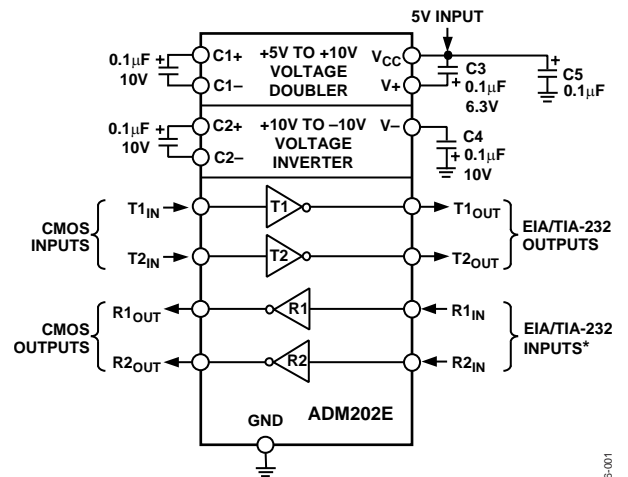 5V INPUT
0.1μF +
10V
C1+
C1–
+5V TO +10V
VOLTAGE
DOUBLER
VCC
V+
+
C3
0.1μF
6.3V
+
C5
0.1μF
0.1μF +
10V
C2+
C2–
+10V TO –10V
VOLTAGE
INVERTER
V–
C4
+ 0.1μF
10V
CMOS
INPUTS
T1IN
T1
T1OUT
T2IN
T2
T2OUT
EIA/TIA-232
OUTPUTS
CMOS
OUTPUTS
R1OUT
R1
R1IN
R2OUT
R2
R2IN
EIA/TIA-232
INPUTS*
GND
ADM202E
-001